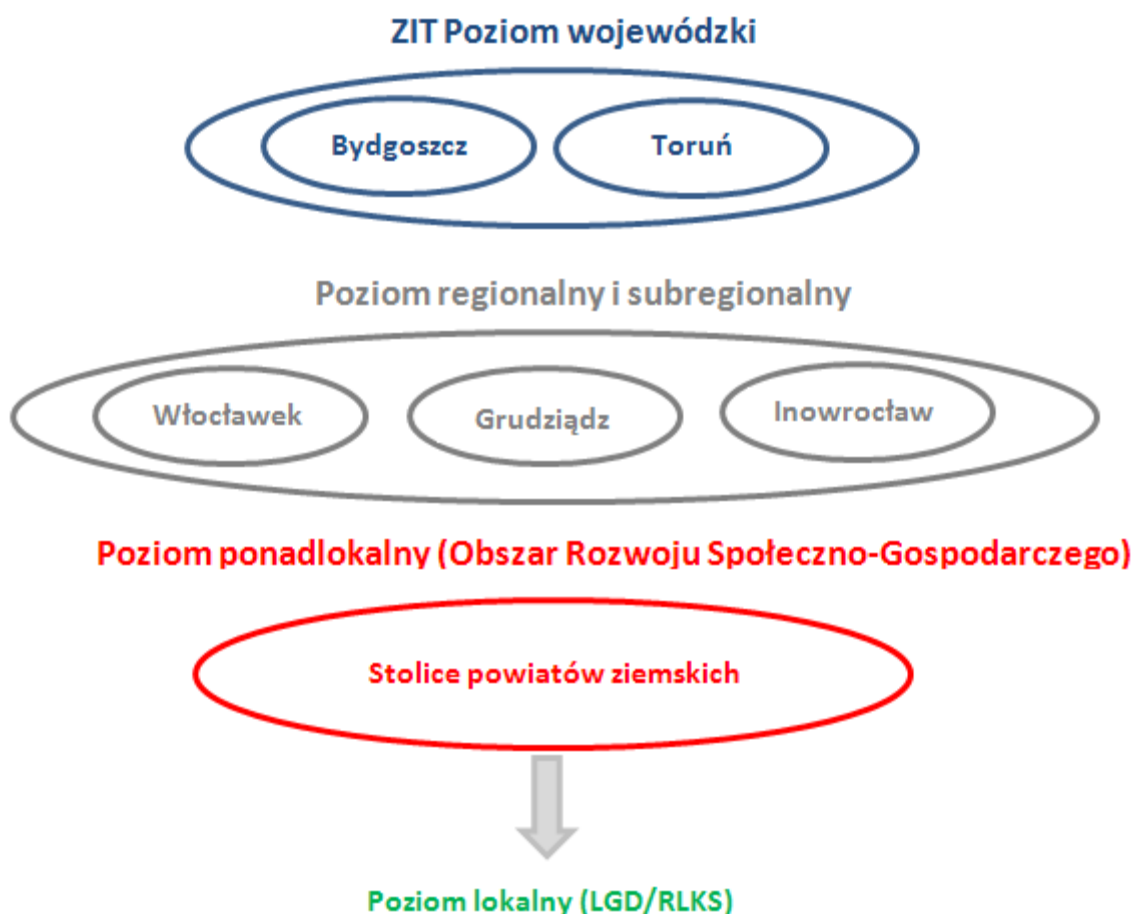 ZIT Poziom wojewódzki
Bydgoszcz
Toruń
Poziom regionalny i subregionalny
Włocławek
Grudziądz
Inowrocław
Poziom ponadlokalny (Obszar Rozwoju Społeczno-Gospodarczego)
Stolice powiatów ziemskich
Poziom lokalny (LGD/RLKS)